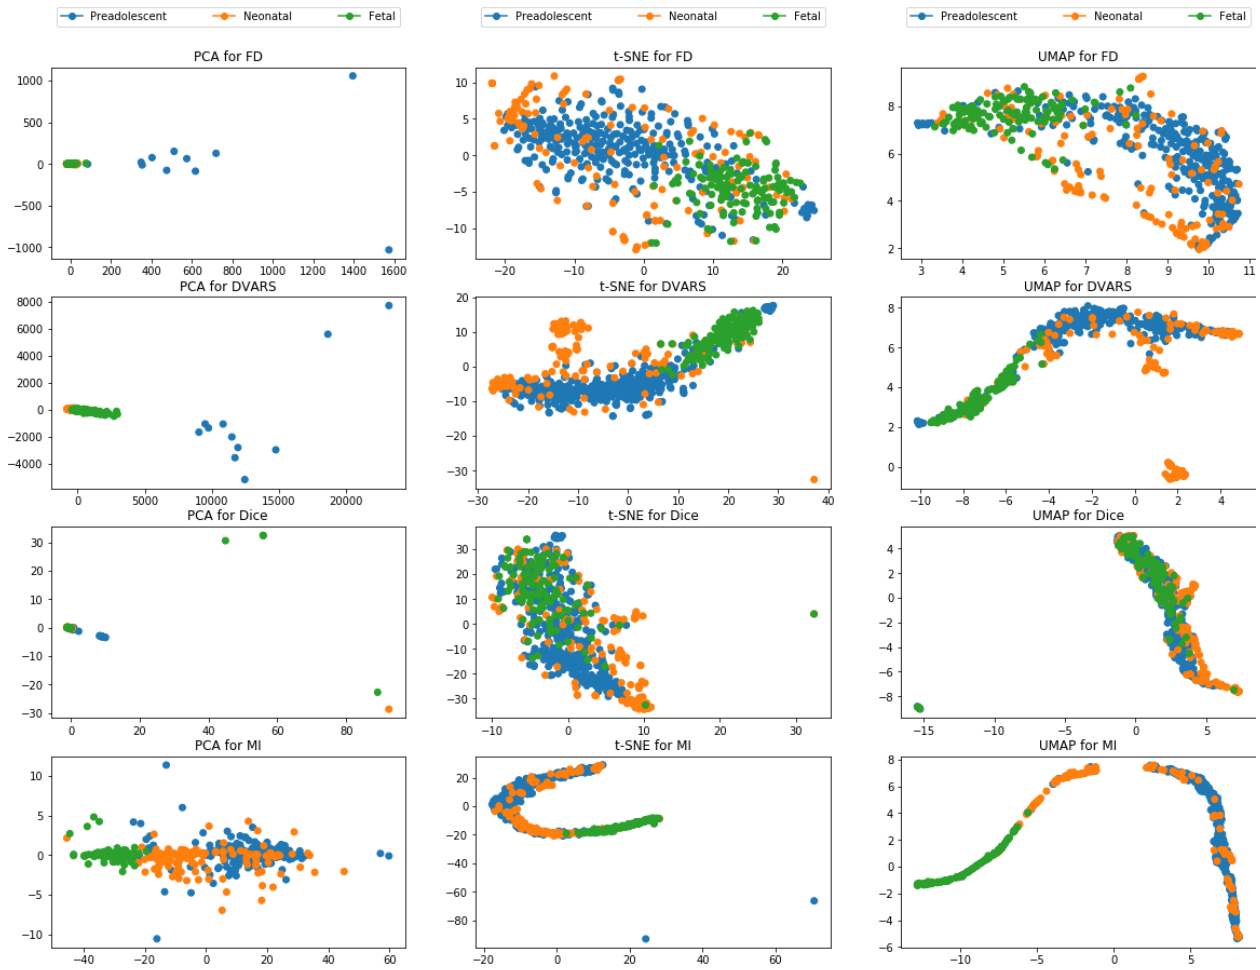 Preadolescent Neonatal Fetal
Preadolescent Neonatal Fetal
Preadolescent Neonatal Fetal
PCA for FD
1000
500
0
−500
−1000
0 200 400 600 800 1000 1200 1400 1600
t-SNE for FD
10
5
0
−5
−10
−20 −10 0 10 20
UMAP for FD
8
6
4
2
3 4 5 6 7 8 9 10 11
PCA for DVARS
8000
6000
4000
2000
0
−2000
−4000
0 5000 10000 15000 20000
t-SNE for DVARS
20
10
0
−10
−20
−30
−30 −20 −10 0 10 20 30 40
UMAP for DVARS
8
6
4
2
0
−10 −8 −6 −4 −2 0 2 4
PCA for Dice
30
20
10
0
−10
−20
−30
0 20 40 60 80
t-SNE for Dice
30
20
10
0
−10
−20
−30
−10 0 10 20 30
UMAP for Dice
4
2
0
−2
−4
−6
−8
−15 −10 −5 0 5
PCA for MI
10
5
0
−5
−10
−40 −20 0 20 40 60
t-SNE for MI
20
0
−20
−40
−60
−80
−20 0 20 40 60
UMAP for MI
8
6
4
2
0
−2
−4
−6
−10 −5 0 5